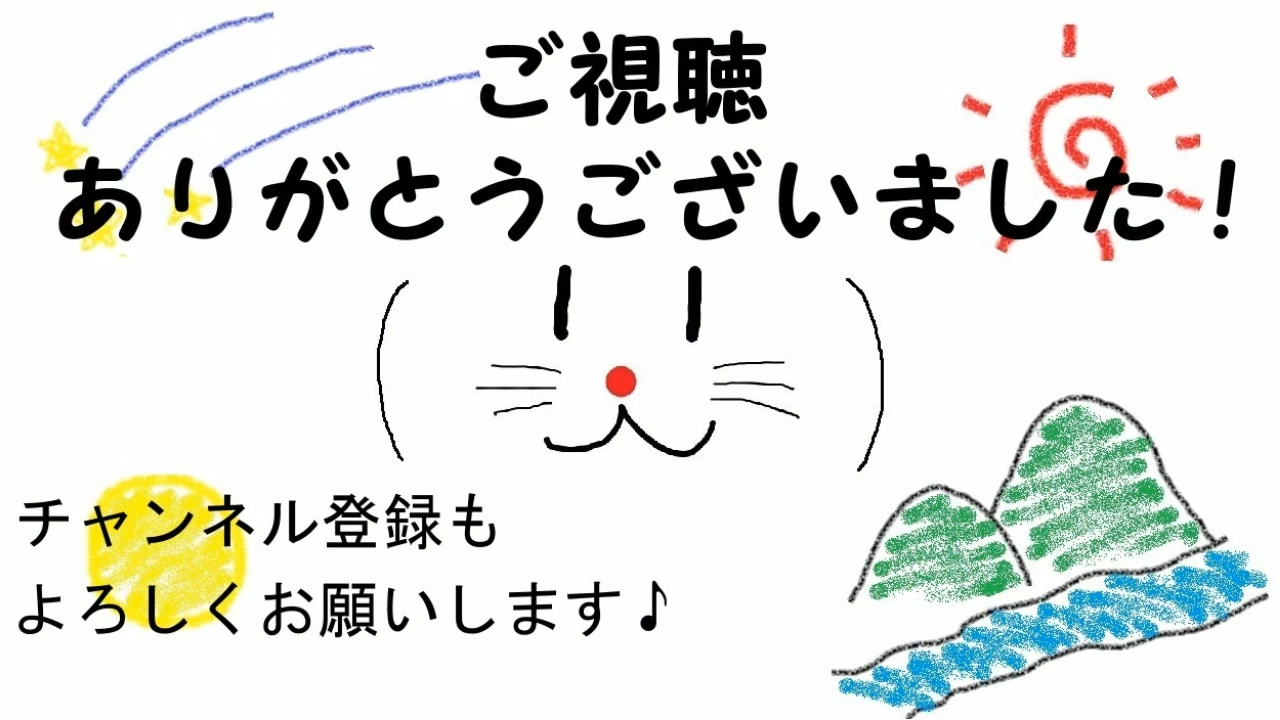 ご視聴
ありがとうございました!
チャンネル登録も
よろしくお願いします♪